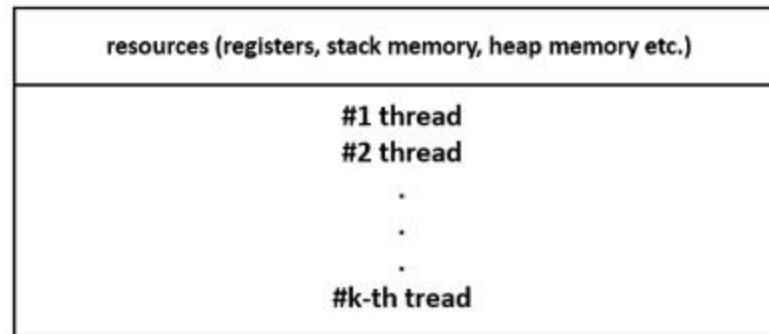 resources (registers, stack memory, heap memory etc.)
#1 thread
#2 thread
.
.
.
#k-th tread